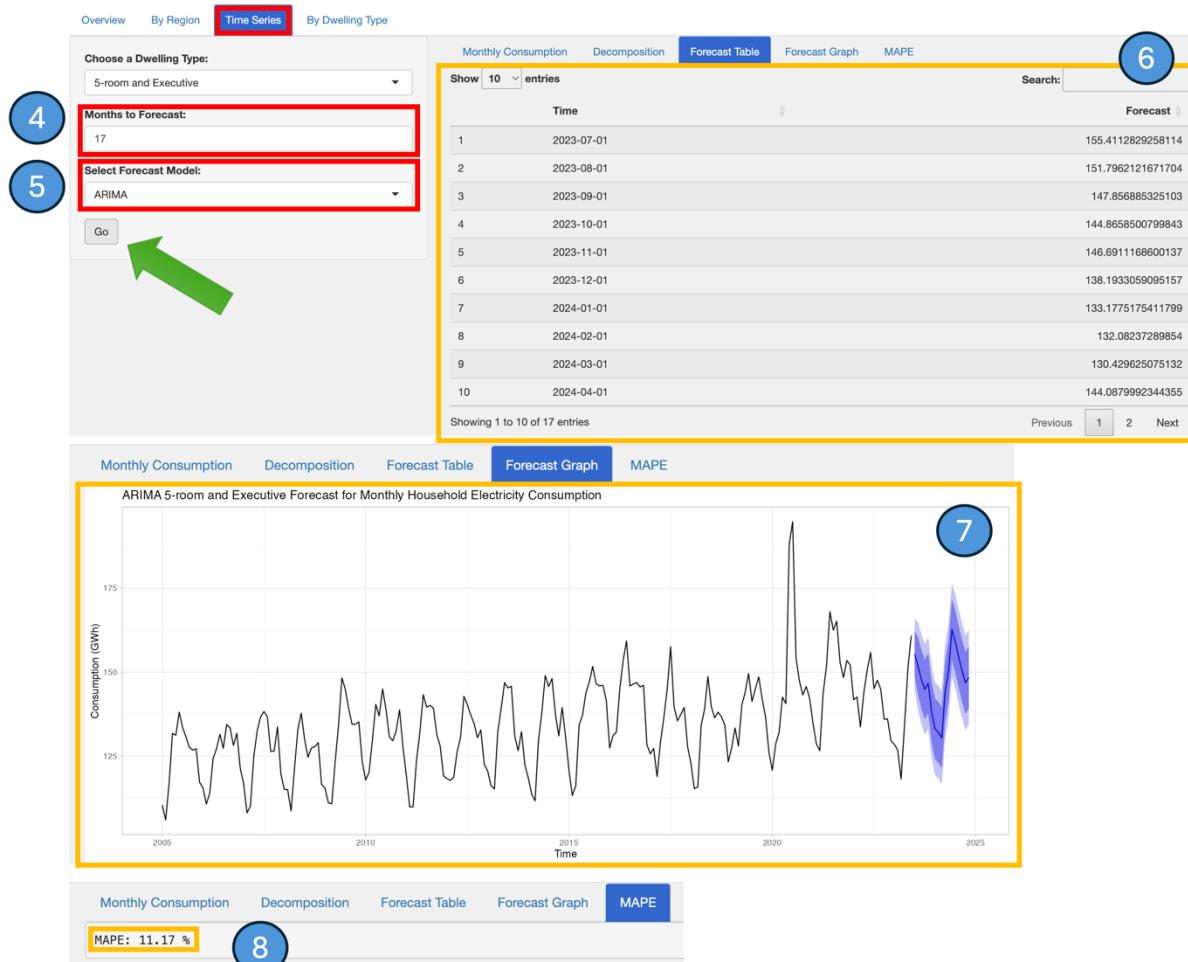 Overview By Region Time Series By Dwelling Type
Choose a Dwelling Type:
5-room and Executive
4
Months to Forecast:
17
5
Select Forecast Model:
ARIMA
Go
Monthly Consumption Decomposition Forecast Table Forecast Graph MAPE
6
Show 10 entries Search:
Time Forecast
1 2023-07-01 155.4112829258114
2 2023-08-01 151.7962121671704
3 2023-09-01 147.856885325103
4 2023-10-01 144.8658500799843
5 2023-11-01 146.6911168600137
6 2023-12-01 138.1933059095157
7 2024-01-01 133.1775175411799
8 2024-02-01 132.08237289854
9 2024-03-01 130.429625075132
10 2024-04-01 144.0879992344355
Showing 1 to 10 of 17 entries Previous 1 2 Next
Monthly Consumption Decomposition Forecast Table Forecast Graph MAPE
ARIMA 5-room and Executive Forecast for Monthly Household Electricity Consumption
7
Consumption (GWh)
175
150
125
2005 2010 2015 2020 2025
Time
Monthly Consumption Decomposition Forecast Table Forecast Graph MAPE
MAPE: 11.17 %
8